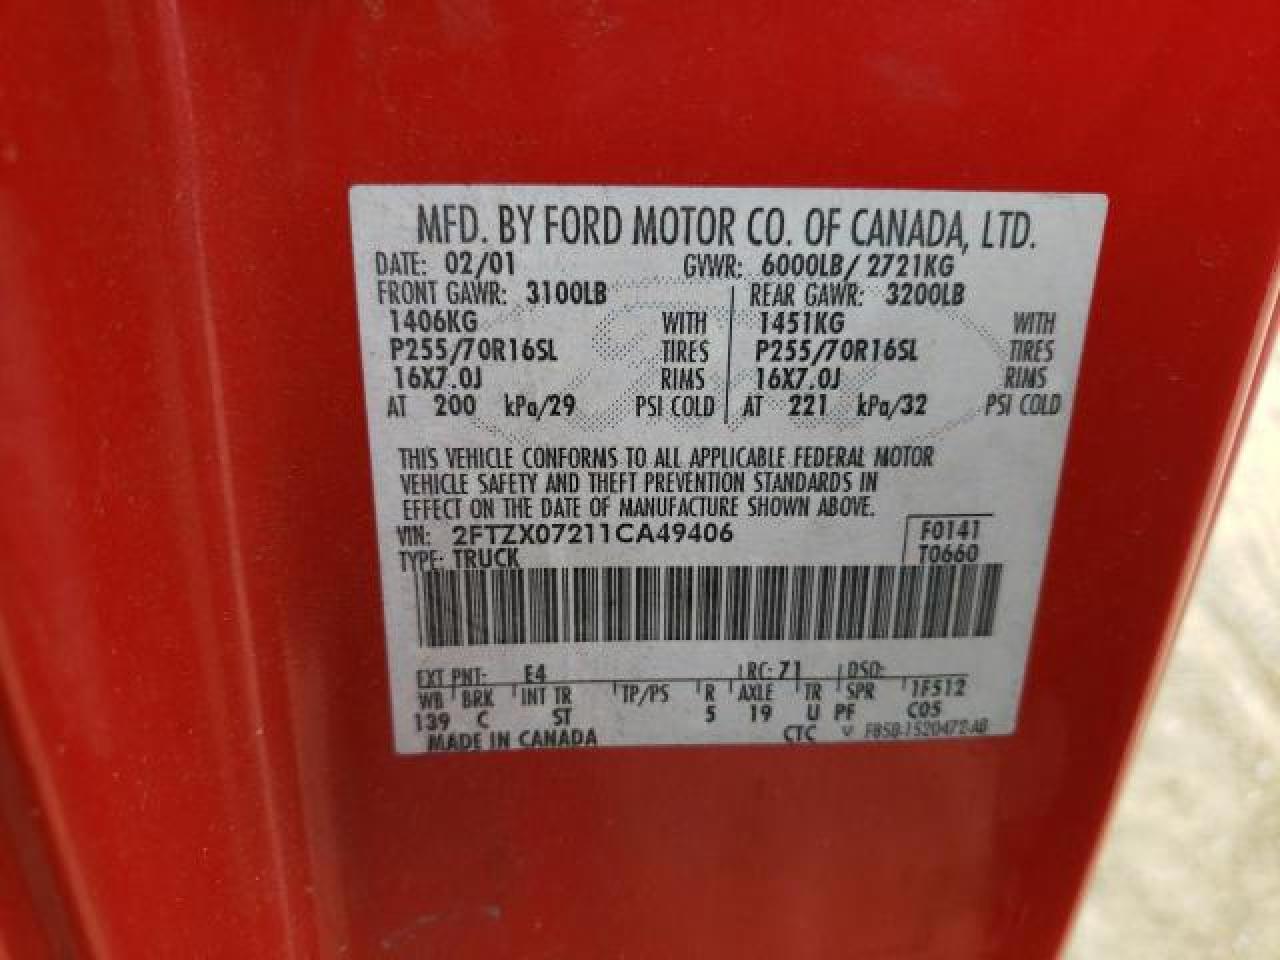 MFD. BY FORD MOTOR CO. OF CANADA, LTD.
DATE: 02/01 GVWR: 6000LB/ 2721KG
FRONT GAWR: 3100LB REAR GAWR: 3200LB
1406KG WITH 1451KG WITH
P255/70R16SL TIRES P255/70R16SL TIRES
16X7.0J RIMS 16X7.0J RIMS
AT 200 kPa/29 PSI COLD AT 221 kPa/32 PSI COLD
THIS VEHICLE CONFORMS TO ALL APPLICABLE FEDERAL MOTOR
VEHICLE SAFETY AND THEFT PREVENTION STANDARDS IN
EFFECT ON THE DATE OF MANUFACTURE SHOWN ABOVE.
VIN: 2FTZX07211CA49406 F0141
TYPE: TRUCK T0660
EXT PNT: E4 RC: 71 DSO:
WB BRK INT TR TP/PS R AXLE TR SPR 1F512
139 C ST 5 19 U PF C05
MADE IN CANADA CTC V F85B-1520472-AB